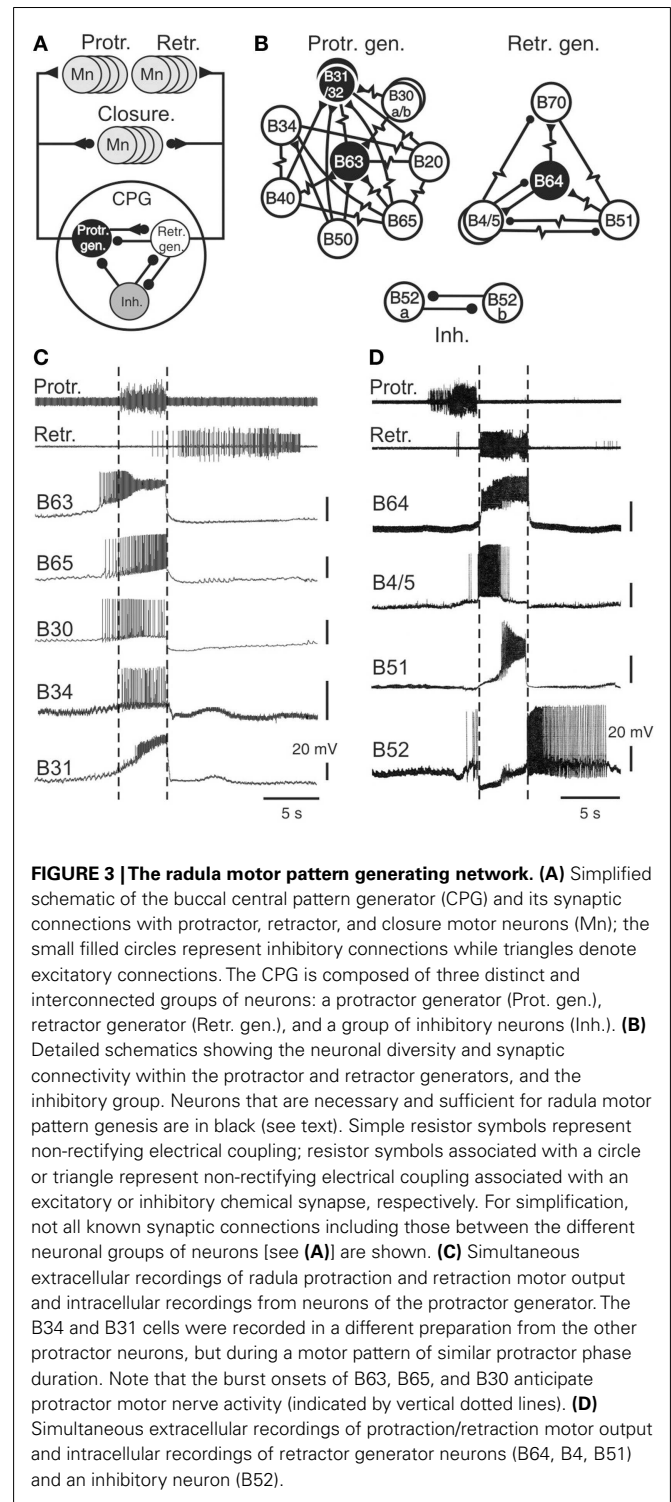 A
Protr.
Retr.
Mn
Mn
Closure.
Mn
CPG
Protr.
gen.
Retr.
gen.
Inh.
B
Protr. gen.
Retr. gen.
B31
/32
B30
a/b
B34
B63
B20
B40
B65
B50
B70
B64
B4/5
B51
B52
a
B52
b
Inh.
C
Protr.
Retr.
B63
B65
B30
B34
B31
20 mV
5 s
D
Protr.
Retr.
B64
B4/5
B51
B52
20 mV
5 s
FIGURE 3 | The radula motor pattern generating network. (A) Simplified
schematic of the buccal central pattern generator (CPG) and its synaptic
connections with protractor, retractor, and closure motor neurons (Mn); the
small filled circles represent inhibitory connections while triangles denote
excitatory connections. The CPG is composed of three distinct and
interconnected groups of neurons: a protractor generator (Prot. gen.),
retractor generator (Retr. gen.), and a group of inhibitory neurons (Inh.). (B)
Detailed schematics showing the neuronal diversity and synaptic
connectivity within the protractor and retractor generators, and the
inhibitory group. Neurons that are necessary and sufficient for radula motor
pattern genesis are in black (see text). Simple resistor symbols represent
non-rectifying electrical coupling; resistor symbols associated with a circle
or triangle represent non-rectifying electrical coupling associated with an
excitatory or inhibitory chemical synapse, respectively. For simplification,
not all known synaptic connections including those between the different
neuronal groups of neurons [see (A)] are shown. (C) Simultaneous
extracellular recordings of radula protraction and retraction motor output
and intracellular recordings from neurons of the protractor generator. The
B34 and B31 cells were recorded in a different preparation from the other
protractor neurons, but during a motor pattern of similar protractor phase
duration. Note that the burst onsets of B63, B65, and B30 anticipate
protractor motor nerve activity (indicated by vertical dotted lines). (D)
Simultaneous extracellular recordings of protraction/retraction motor output
and intracellular recordings of retractor generator neurons (B64, B4, B51)
and an inhibitory neuron (B52).